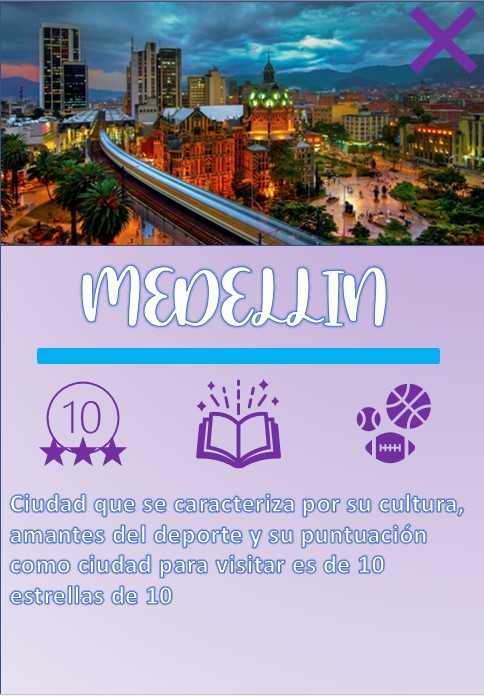 MEDELLIN
10
Ciudad que se caracteriza por su cultura,
amantes del deporte y su puntuación
como ciudad para visitar es de 10
estrellas de 10